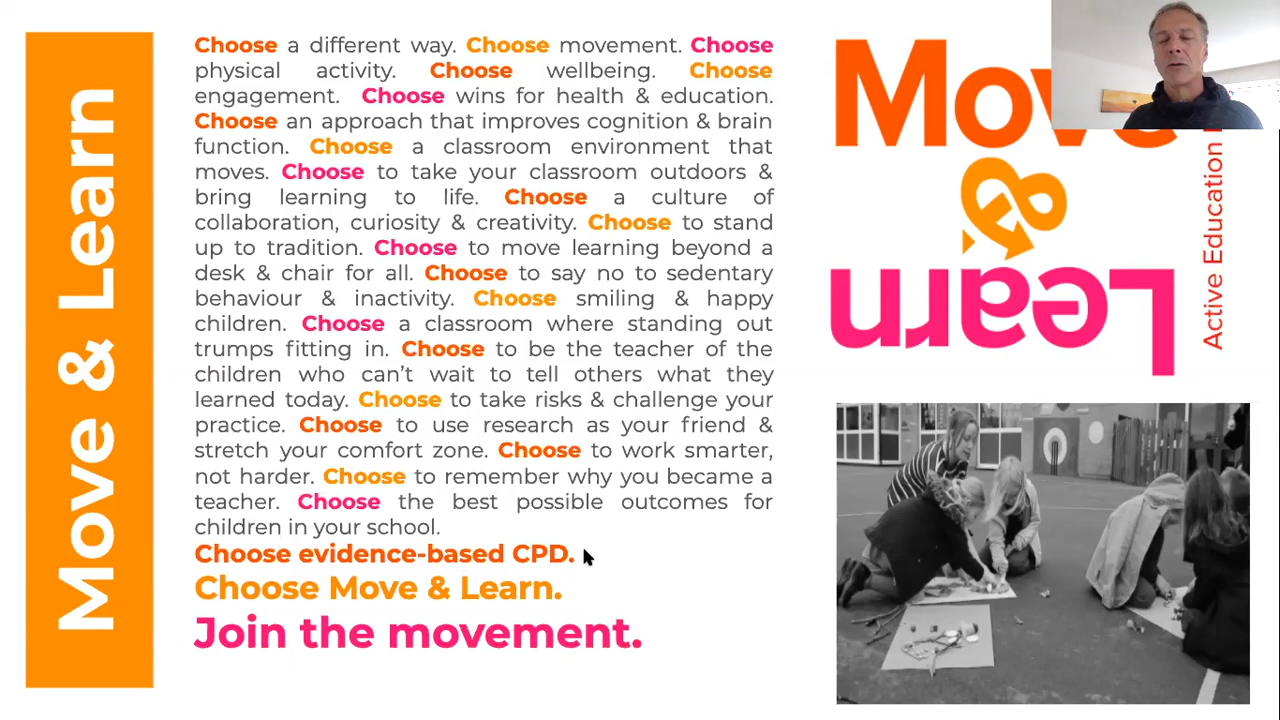 Move & Learn
Choose a different way. Choose movement. Choose
physical activity. Choose wellbeing. Choose
engagement. Choose wins for health & education.
Choose an approach that improves cognition & brain
function. Choose a classroom environment that
moves. Choose to take your classroom outdoors &
bring learning to life. Choose a culture of
collaboration, curiosity & creativity. Choose to stand
up to tradition. Choose to move learning beyond a
desk & chair for all. Choose to say no to sedentary
behaviour & inactivity. Choose smiling & happy
children. Choose a classroom where standing out
trumps fitting in. Choose to be the teacher of the
children who can’t wait to tell others what they
learned today. Choose to take risks & challenge your
practice. Choose to use research as your friend &
stretch your comfort zone. Choose to work smarter,
not harder. Choose to remember why you became a
teacher. Choose the best possible outcomes for
children in your school.
Choose evidence-based CPD.
Choose Move & Learn.
Join the movement.
Move
&
Learn
Active Education